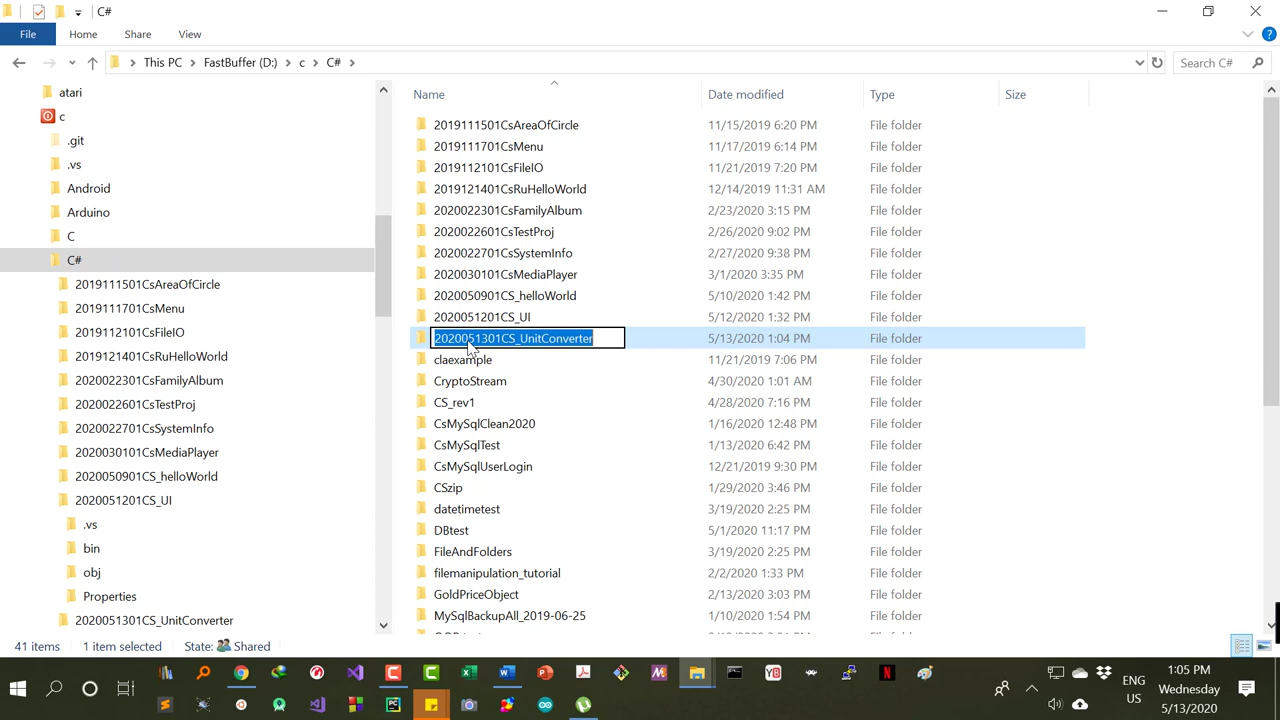 C#
File Home Share View
This PC FastBuffer (D:) c C# Search C#
Name Date modified Type Size
atari
c
.git
.vs
Android
Arduino
C
C#
2019111501CsAreaOfCircle
2019111701CsMenu
2019112101CsFileIO
2019121401CsRuHelloWorld
2020022301CsFamilyAlbum
2020022601CsTestProj
2020022701CsSystemInfo
2020030101CsMediaPlayer
2020050901CS_helloWorld
2020051201CS_UI
.vs
bin
obj
Properties
2020051301CS_UnitConverter
2019111501CsAreaOfCircle 11/15/2019 6:20 PM File folder
2019111701CsMenu 11/17/2019 6:14 PM File folder
2019112101CsFileIO 11/21/2019 7:20 PM File folder
2019121401CsRuHelloWorld 12/14/2019 11:31 AM File folder
2020022301CsFamilyAlbum 2/23/2020 3:15 PM File folder
2020022601CsTestProj 2/26/2020 9:02 PM File folder
2020022701CsSystemInfo 2/27/2020 9:38 PM File folder
2020030101CsMediaPlayer 3/1/2020 3:35 PM File folder
2020050901CS_helloWorld 5/10/2020 1:42 PM File folder
2020051201CS_UI 5/12/2020 1:32 PM File folder
2020051301CS_UnitConverter 5/13/2020 1:04 PM File folder
claexample 11/21/2019 7:06 PM File folder
CryptoStream 4/30/2020 1:01 AM File folder
CS_rev1 4/28/2020 7:16 PM File folder
CsMySqlClean2020 1/16/2020 12:48 PM File folder
CsMySqlTest 1/13/2020 6:42 PM File folder
CsMySqlUserLogin 12/21/2019 9:30 PM File folder
CSzip 1/29/2020 3:46 PM File folder
datetimetest 3/19/2020 2:25 PM File folder
DBtest 5/1/2020 11:17 PM File folder
FileAndFolders 3/19/2020 2:25 PM File folder
filemanipulation_tutorial 2/2/2020 1:33 PM File folder
GoldPriceObject 2/13/2020 3:03 PM File folder
MySqlBackupAll_2019-06-25 1/10/2020 1:54 PM File folder
41 items 1 item selected State: Shared
ENG
US
1:05 PM
Wednesday
5/13/2020